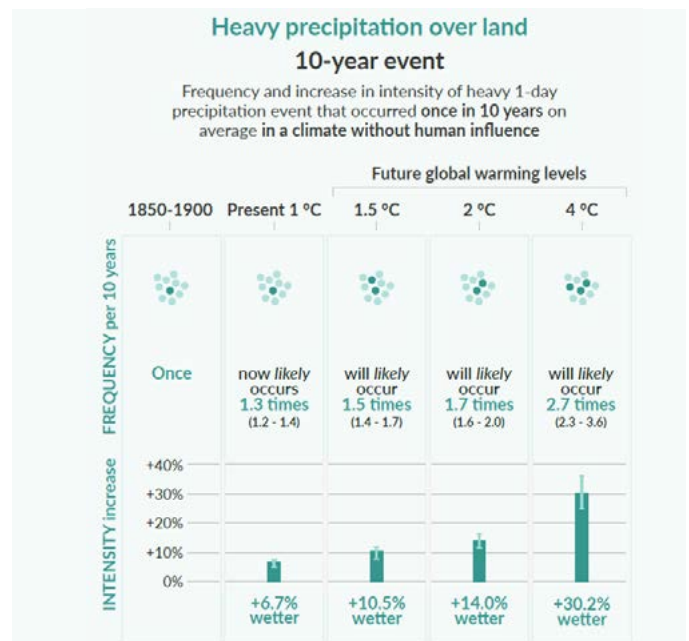 Heavy precipitation over land
10-year event
Frequency and increase in intensity of heavy 1-day
precipitation event that occurred once in 10 years on
average in a climate without human influence
Future global warming levels
1850-1900 Present 1 °C 1.5 °C 2 °C 4 °C
FREQUENCY per 10 years
Once now likely will likely will likely will likely
occurs occur occur occur
1.3 times 1.5 times 1.7 times 2.7 times
(1.2 - 1.4) (1.4 - 1.7) (1.6 - 2.0) (2.3 - 3.6)
INTENSITY increase
+40%
+30%
+20%
+10%
0%
+6.7% +10.5% +14.0% +30.2%
wetter wetter wetter wetter